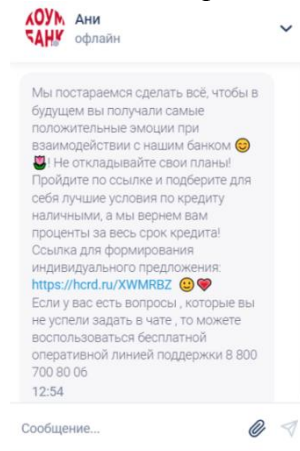 ХОУМ
БАНК
Ани
офлайн
Мы постараемся сделать всё, чтобы в
будущем вы получали самые
положительные эмоции при
взаимодействии с нашим банком 😊
🌷! Не откладывайте свои планы!
Пройдите по ссылке и подберите для
себя лучшие условия по кредиту
наличными, а мы вернем вам
проценты за весь срок кредита!
Ссылка для формирования
индивидуального предложения:
https://hcrd.ru/XWMRBZ 🙂❤
Если у вас есть вопросы , которые вы
не успели задать в чате , то можете
воспользоваться бесплатной
оперативной линией поддержки 8 800
700 80 06
12:54
Сообщение...